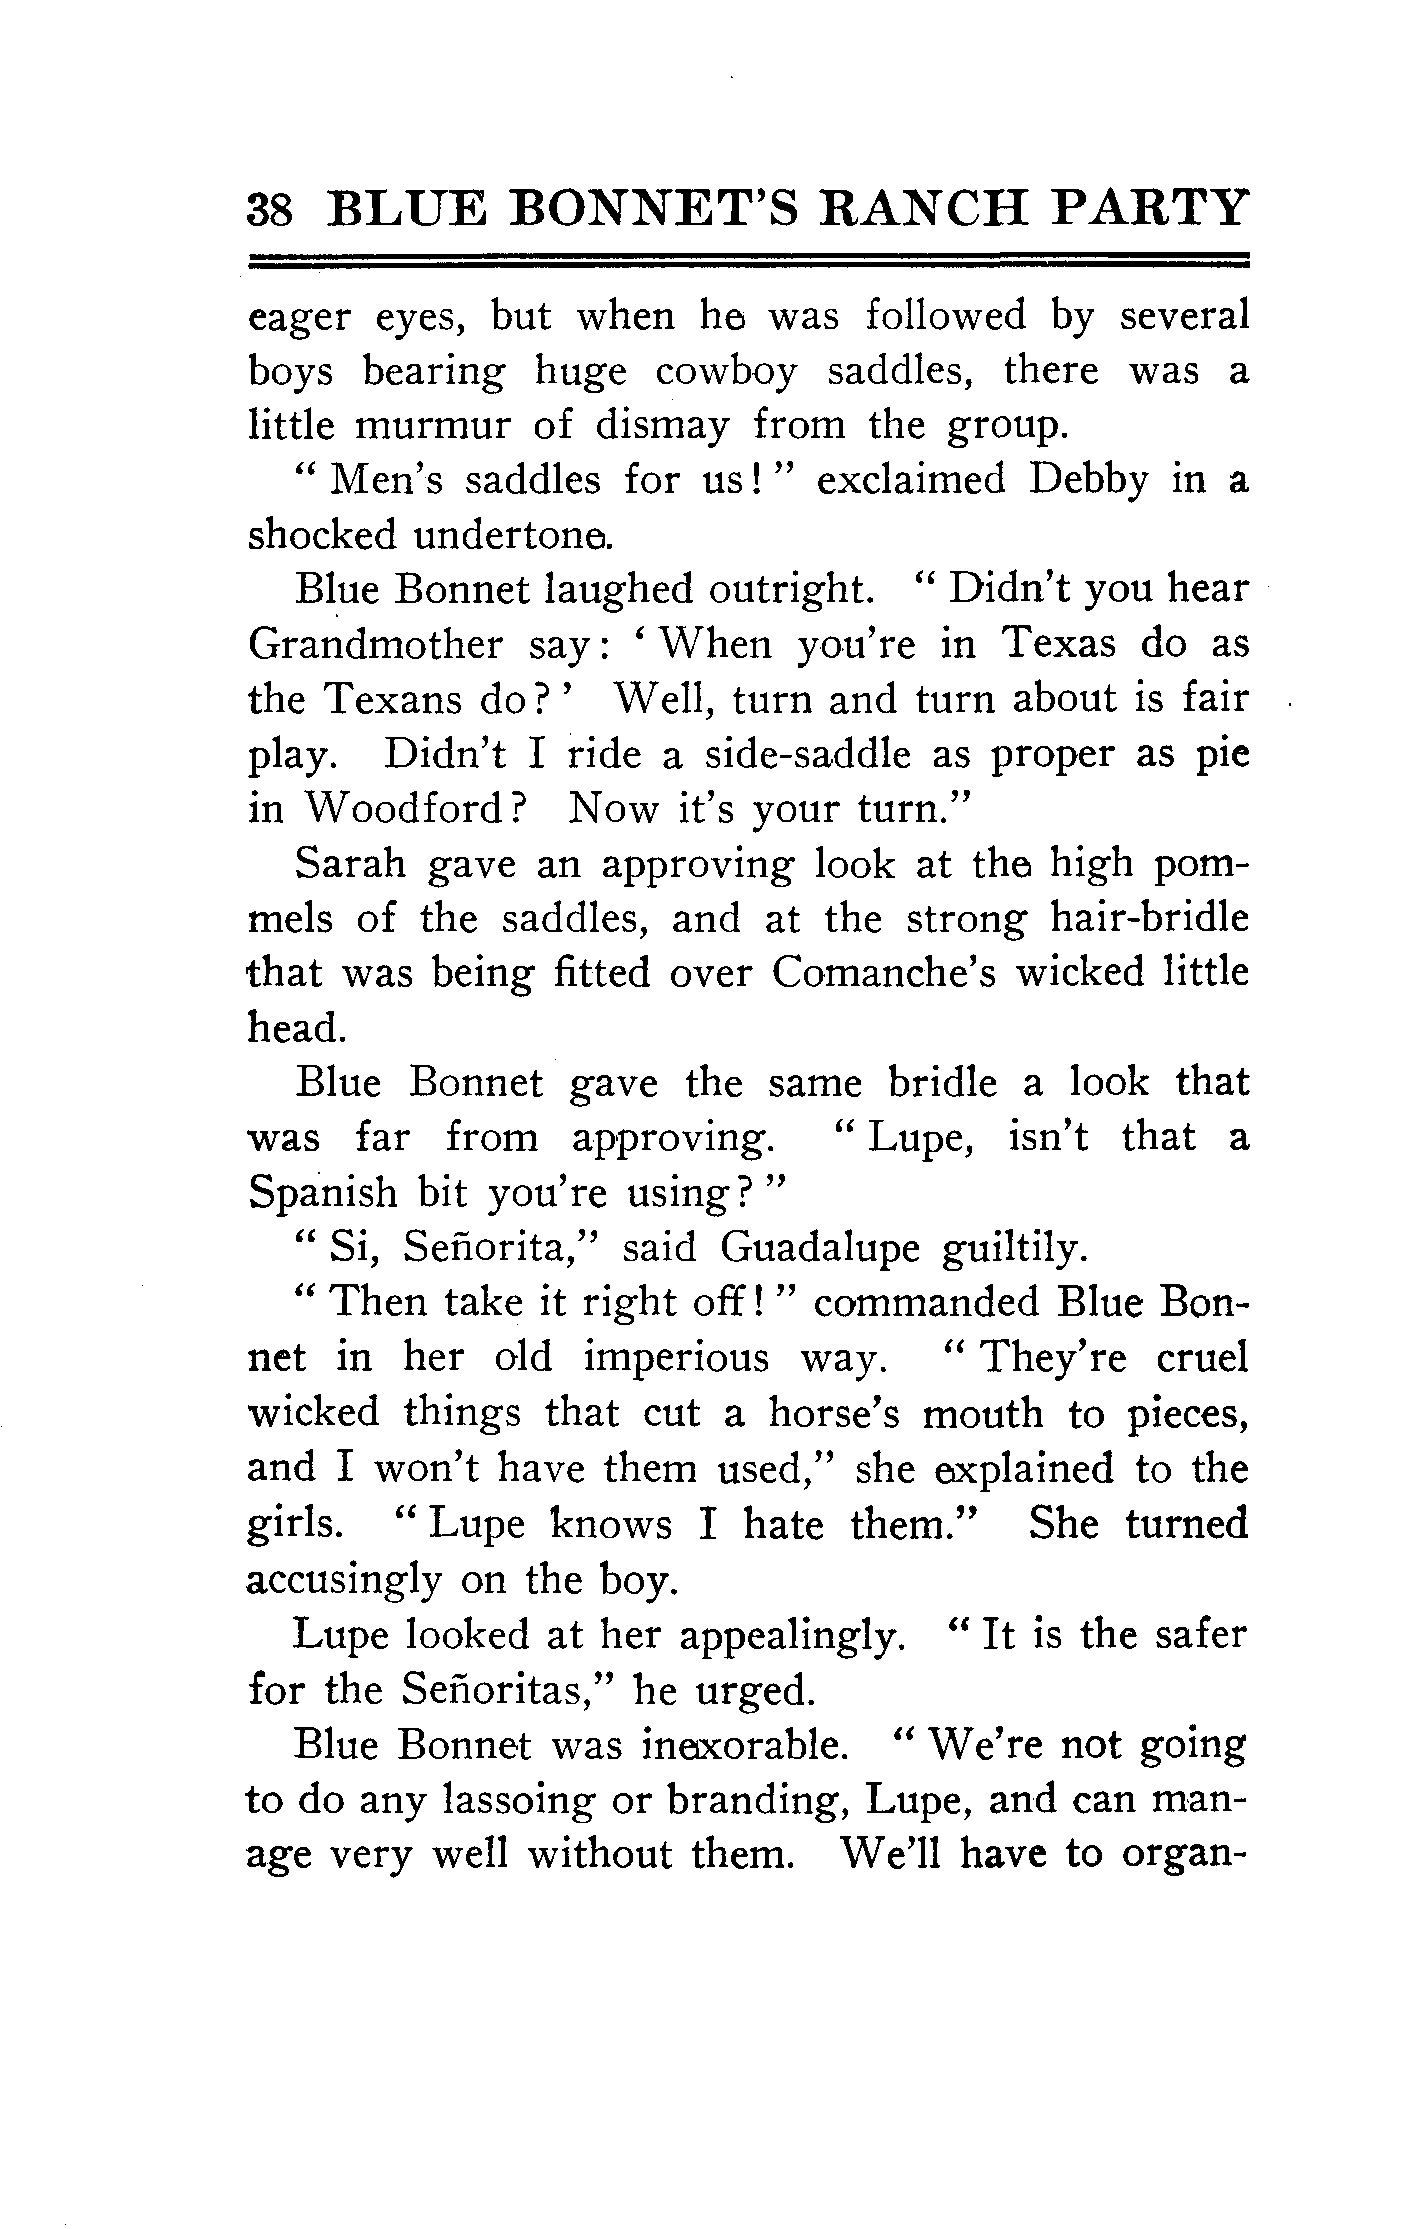 38 BLUE BONNET'S RANCH PARTY
eager eyes, but when he was followed by several
boys bearing huge cowboy saddles, there was a
little murmur of dismay from the group.
" Men's saddles for us! " exclaimed Debby in a
shocked undertone.
Blue Bonnet laughed outright. " Didn't you hear
Grandmother say: ' When you're in Texas do as
the Texans do? ' Well, turn and turn about is fair
play. Didn't I ride a side-saddle as proper as pie
in Woodford? Now it's your turn."
Sarah gave an approving look at the high pom-
mels of the saddles, and at the strong hair-bridle
that was being fitted over Comanche's wicked little
head.
Blue Bonnet gave the same bridle a look that
was far from approving. " Lupe, isn't that a
Spanish bit you're using? "
" Si, Señorita," said Guadalupe guiltily.
" Then take it right off! " commanded Blue Bon-
net in her old imperious way. " They're cruel
wicked things that cut a horse's mouth to pieces,
and I won't have them used," she explained to the
girls. " Lupe knows I hate them." She turned
accusingly on the boy.
Lupe looked at her appealingly. " It is the safer
for the Señoritas," he urged.
Blue Bonnet was inexorable. " We're not going
to do any lassoing or branding, Lupe, and can man-
age very well without them. We'll have to organ-